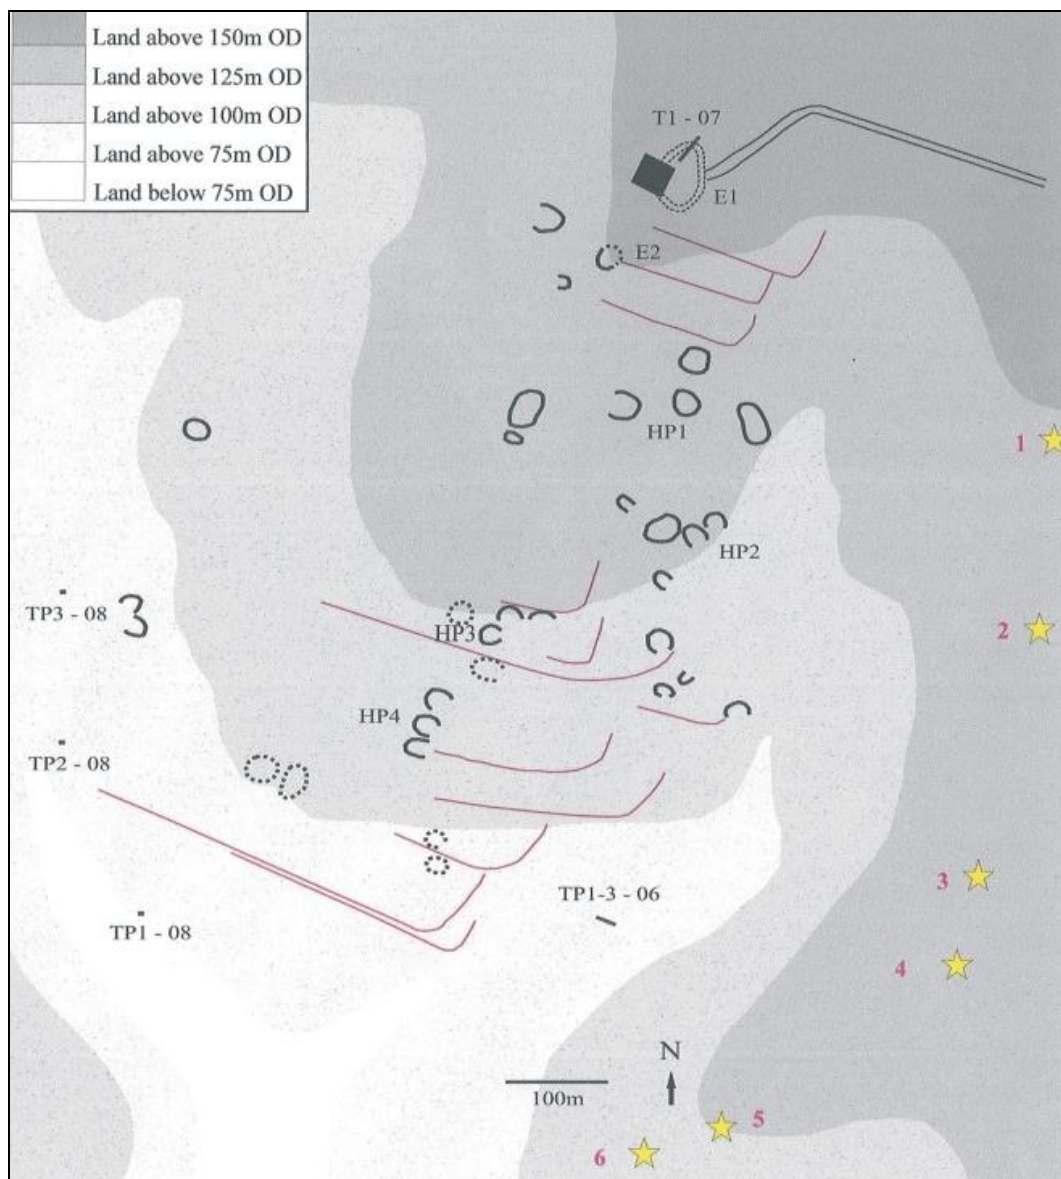 Land above 150m OD
Land above 125m OD
Land above 100m OD
Land above 75m OD
Land below 75m OD
T1 - 07
E1
E2
HP1
1
HP2
TP3 - 08
HP3
2
HP4
TP2 - 08
3
TP1-3 - 06
TP1 - 08
4
N
100m
5
6